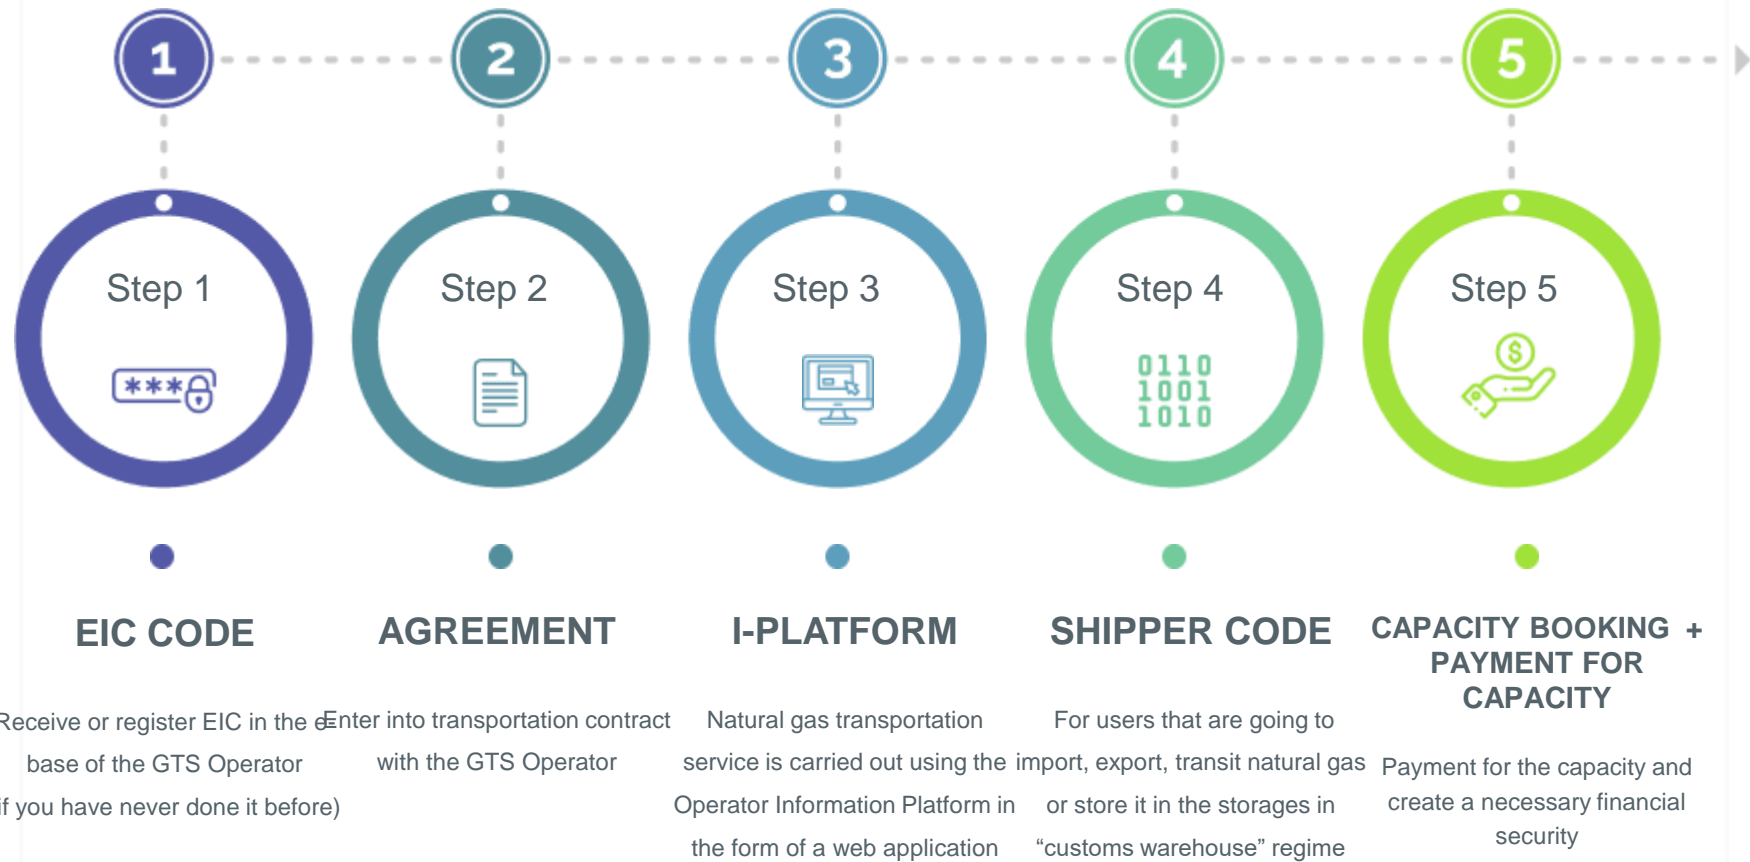 1
2
3
4
5
Step 1
Step 2
Step 3
Step 4
Step 5
***
0110
1001
1010
$
EIC CODE
Receive or register EIC in the e-
base of the GTS Operator
if you have never done it before)
AGREEMENT
Enter into transportation contract
with the GTS Operator
I-PLATFORM
Natural gas transportation
service is carried out using the
Operator Information Platform in
the form of a web application
SHIPPER CODE
For users that are going to
import, export, transit natural gas
or store it in the storages in
“customs warehouse” regime
CAPACITY BOOKING +
PAYMENT FOR
CAPACITY
Payment for the capacity and
create a necessary financial
security